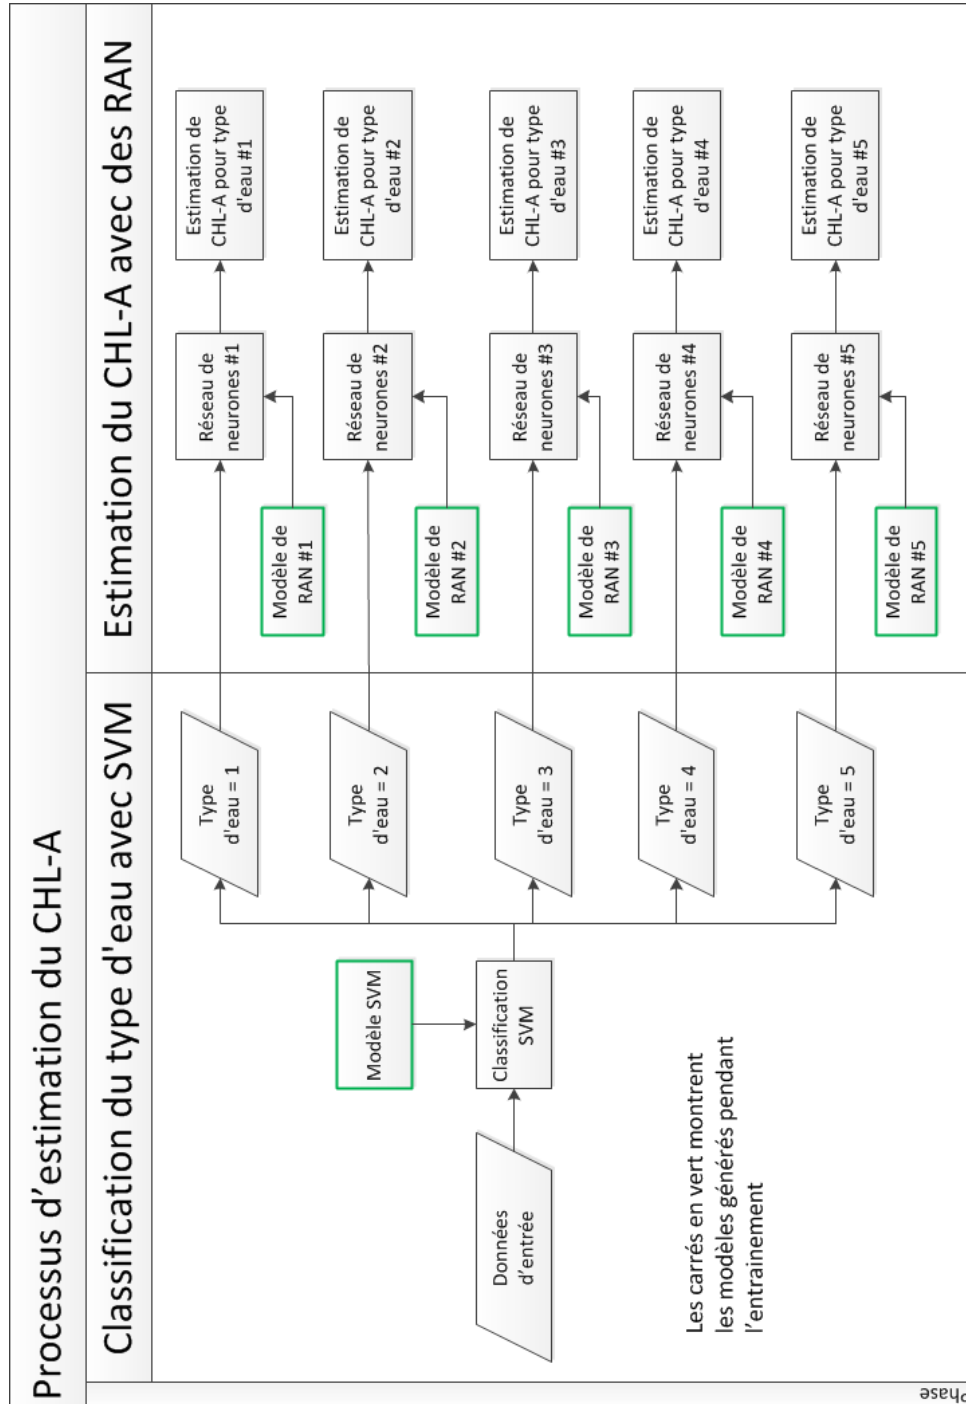 Processus d'estimation du CHL-A
Classification du type d'eau avec SVM
Estimation du CHL-A avec des RAN
Données
d'entrée
Modèle SVM
Classification
SVM
Les carrés en vert montrent
les modèles générés pendant
l'entrainement
Type
d'eau = 1
Type
d'eau = 2
Type
d'eau = 3
Type
d'eau = 4
Type
d'eau = 5
Modèle de
RAN #1
Modèle de
RAN #2
Modèle de
RAN #3
Modèle de
RAN #4
Modèle de
RAN #5
Réseau de
neurones #1
Réseau de
neurones #2
Réseau de
neurones #3
Réseau de
neurones #4
Réseau de
neurones #5
Estimation de
CHL-A pour type
d'eau #1
Estimation de
CHL-A pour type
d'eau #2
Estimation de
CHL-A pour type
d'eau #3
Estimation de
CHL-A pour type
d'eau #4
Estimation de
CHL-A pour type
d'eau #5
Phase